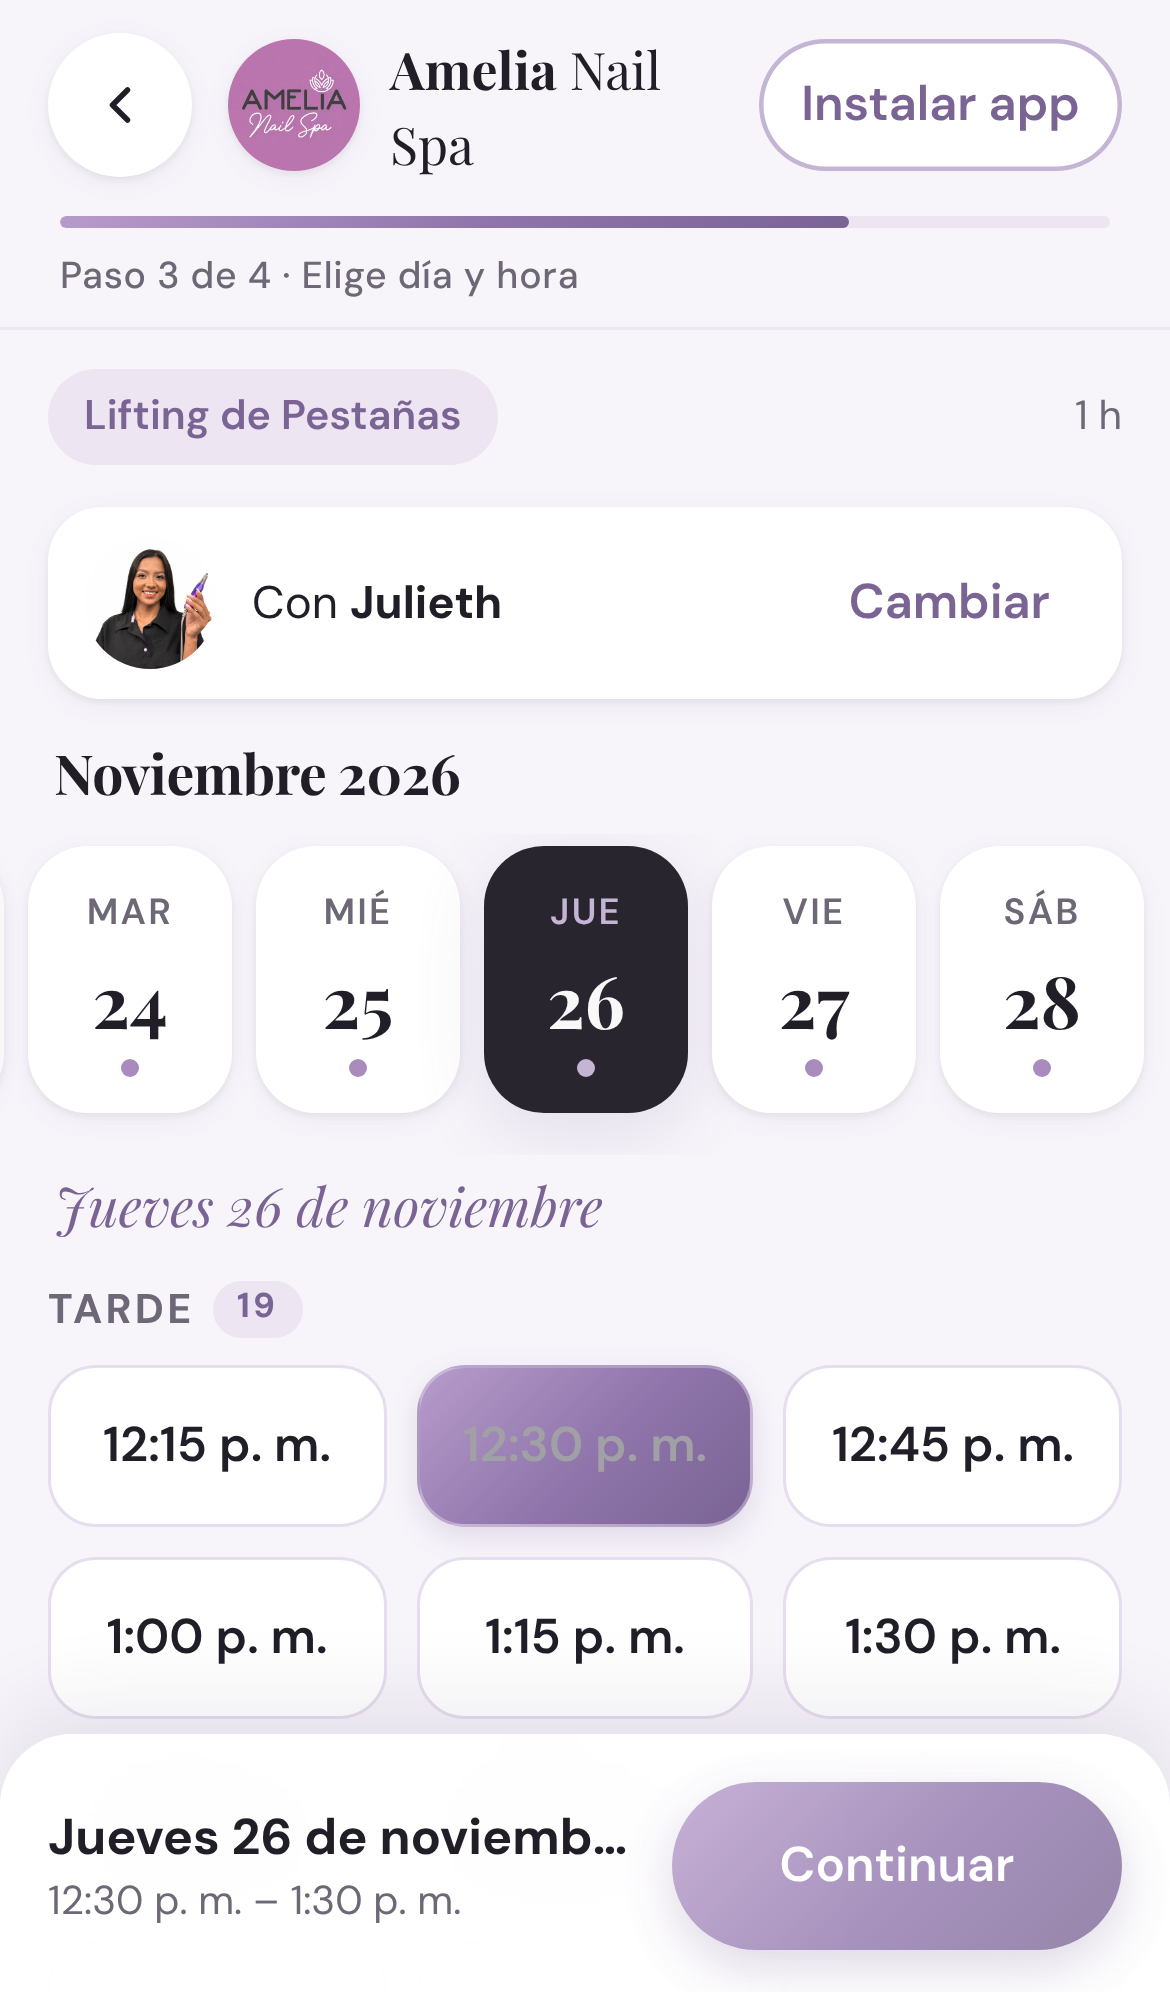 AMELIA
Nail Spa
Amelia Nail
Spa
Instalar app
Paso 3 de 4 · Elige día y hora
Lifting de Pestañas
1 h
Con Julieth
Cambiar
Noviembre 2026
MAR
24
MIÉ
25
JUE
26
VIE
27
SÁB
28
Jueves 26 de noviembre
TARDE 19
12:15 p. m.
12:30 p. m.
12:45 p. m.
1:00 p. m.
1:15 p. m.
1:30 p. m.
Jueves 26 de noviemb...
12:30 p. m. – 1:30 p. m.
Continuar